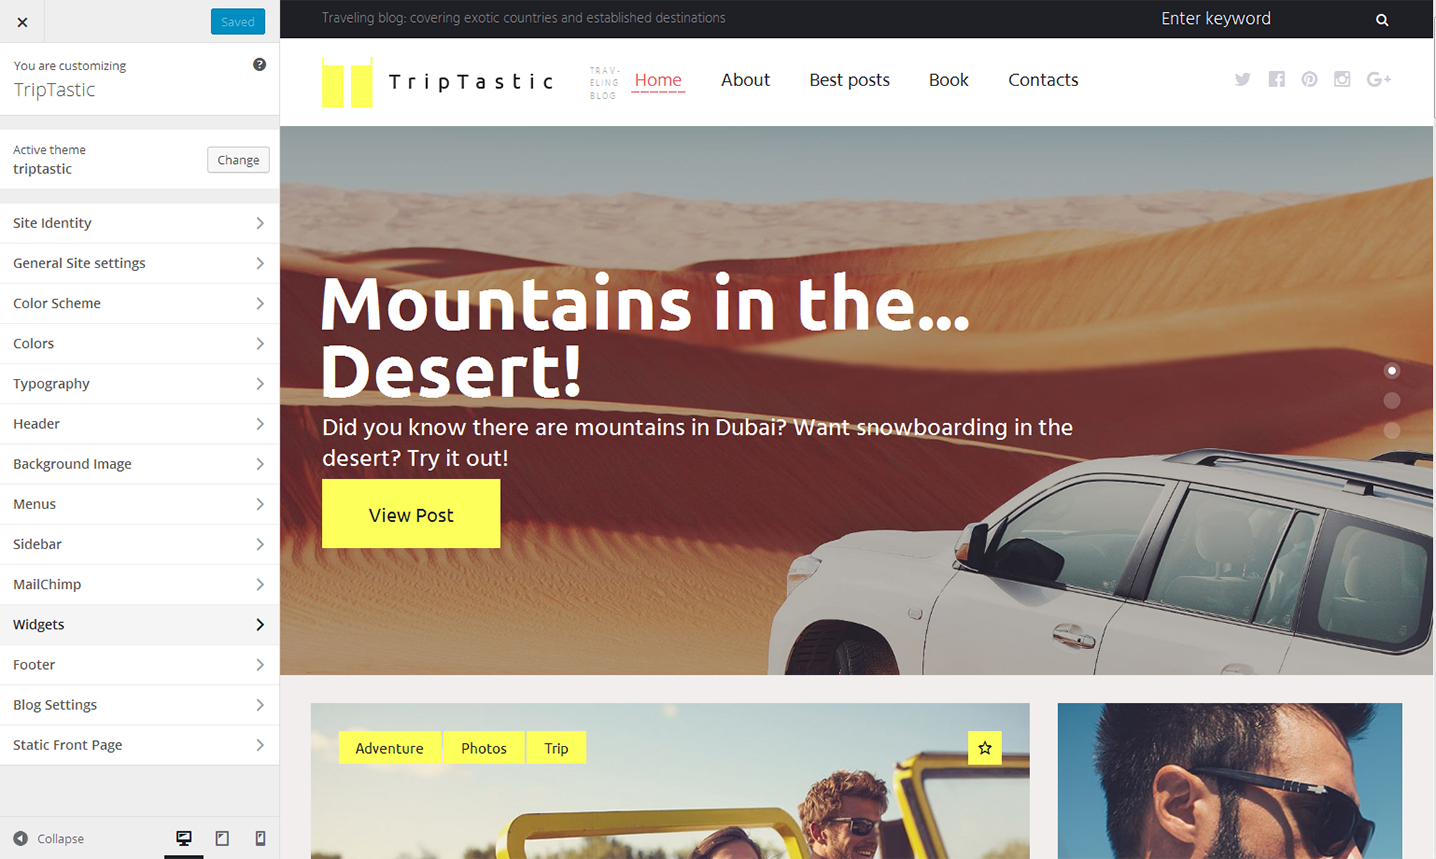 Saved
You are customizing
TripTastic
Active theme
triptastic
Change
Site Identity
General Site settings
Color Scheme
Colors
Typography
Header
Background Image
Menus
Sidebar
MailChimp
Widgets
Footer
Blog Settings
Static Front Page
Collapse
Traveling blog: covering exotic countries and established destinations
Enter keyword
TripTastic
TRAV-
ELING
BLOG
Home
About
Best posts
Book
Contacts
Mountains in the...
Desert!
Did you know there are mountains in Dubai? Want snowboarding in the
desert? Try it out!
View Post
Adventure
Photos
Trip